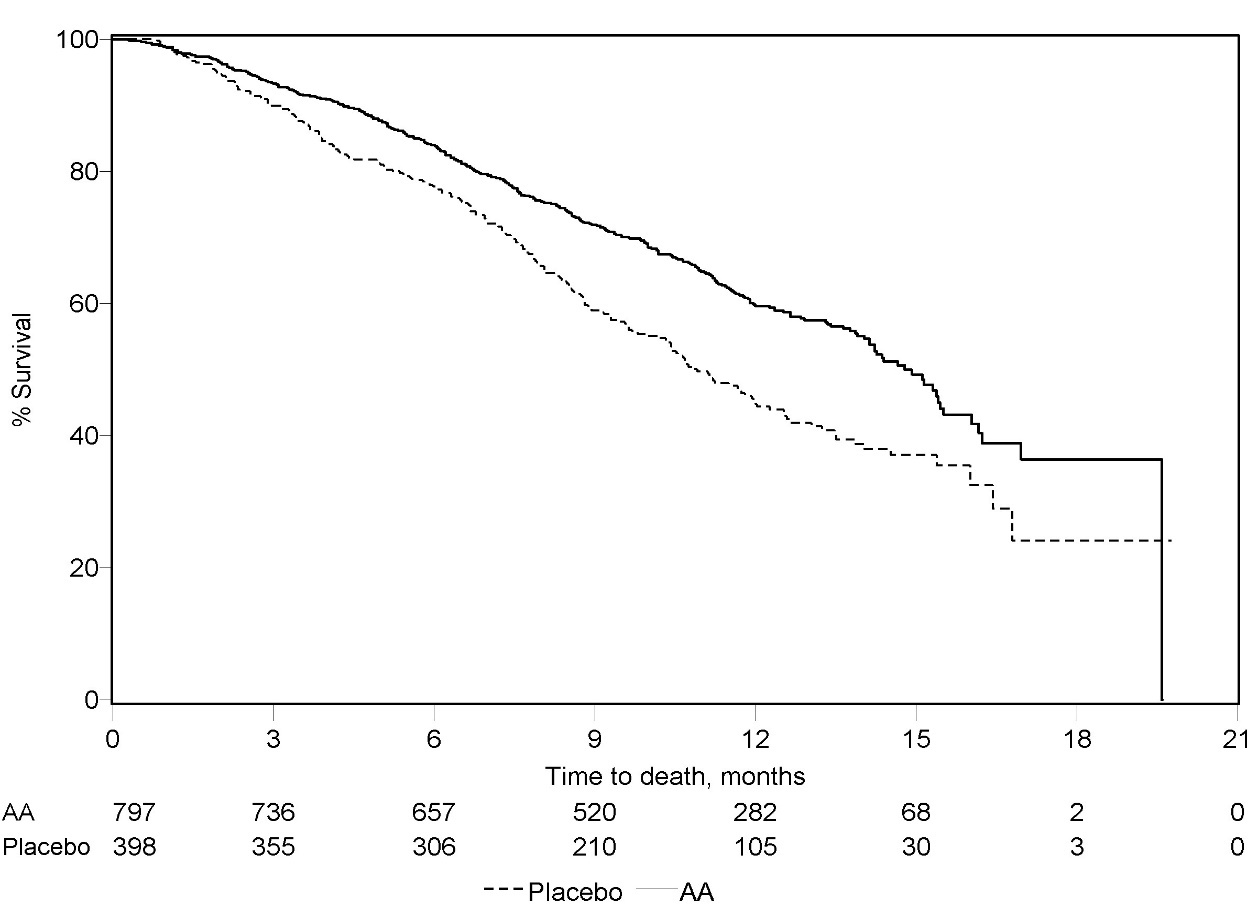 100
80
60
40
20
0
% Survival
0 3 6 9 12 15 18 21
Time to death, months
AA 797 736 657 520 282 68 2 0
Placebo 398 355 306 210 105 30 3 0
Placebo AA